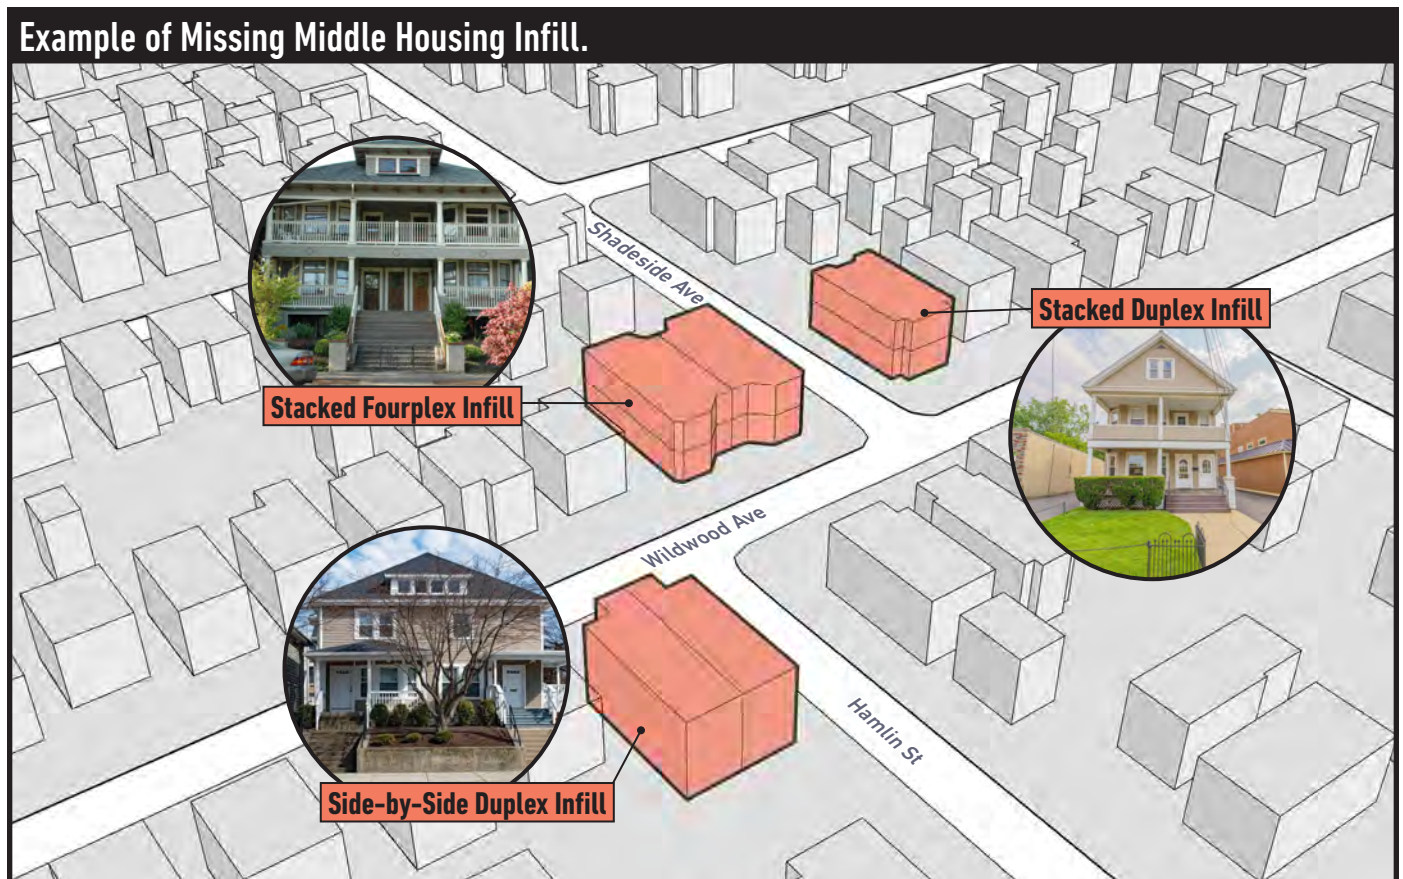 Example of Missing Middle Housing Infill.
Shadeside Ave
Stacked Duplex Infill
Stacked Fourplex Infill
Wildwood Ave
Hamlin St
Side-by-Side Duplex Infill